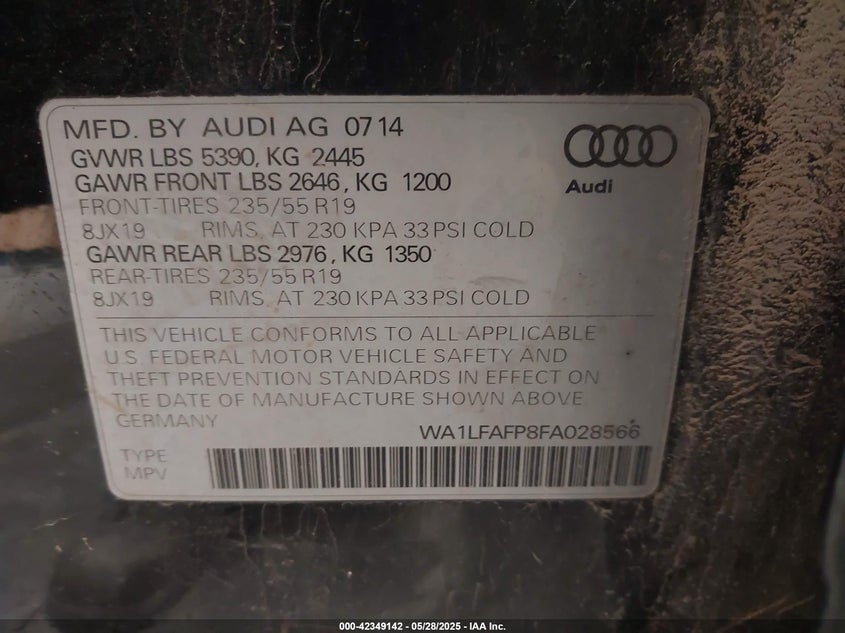 MFD. BY AUDI AG 07 14
GVWR LBS 5390, KG 2445
GAWR FRONT LBS 2646, KG 1200
FRONT-TIRES 235/55 R19
8JX19 RIMS, AT 230 KPA 33 PSI COLD
GAWR REAR LBS 2976, KG 1350
REAR-TIRES 235/55 R19
8JX19 RIMS, AT 230 KPA 33 PSI COLD
Audi
THIS VEHICLE CONFORMS TO ALL APPLICABLE
U.S. FEDERAL MOTOR VEHICLE SAFETY AND
THEFT PREVENTION STANDARDS IN EFFECT ON
THE DATE OF MANUFACTURE SHOWN ABOVE
GERMANY
WA1LFAFP8FA028566
TYPE
MPV
000-42349142 - 05/28/2025 - IAA Inc.